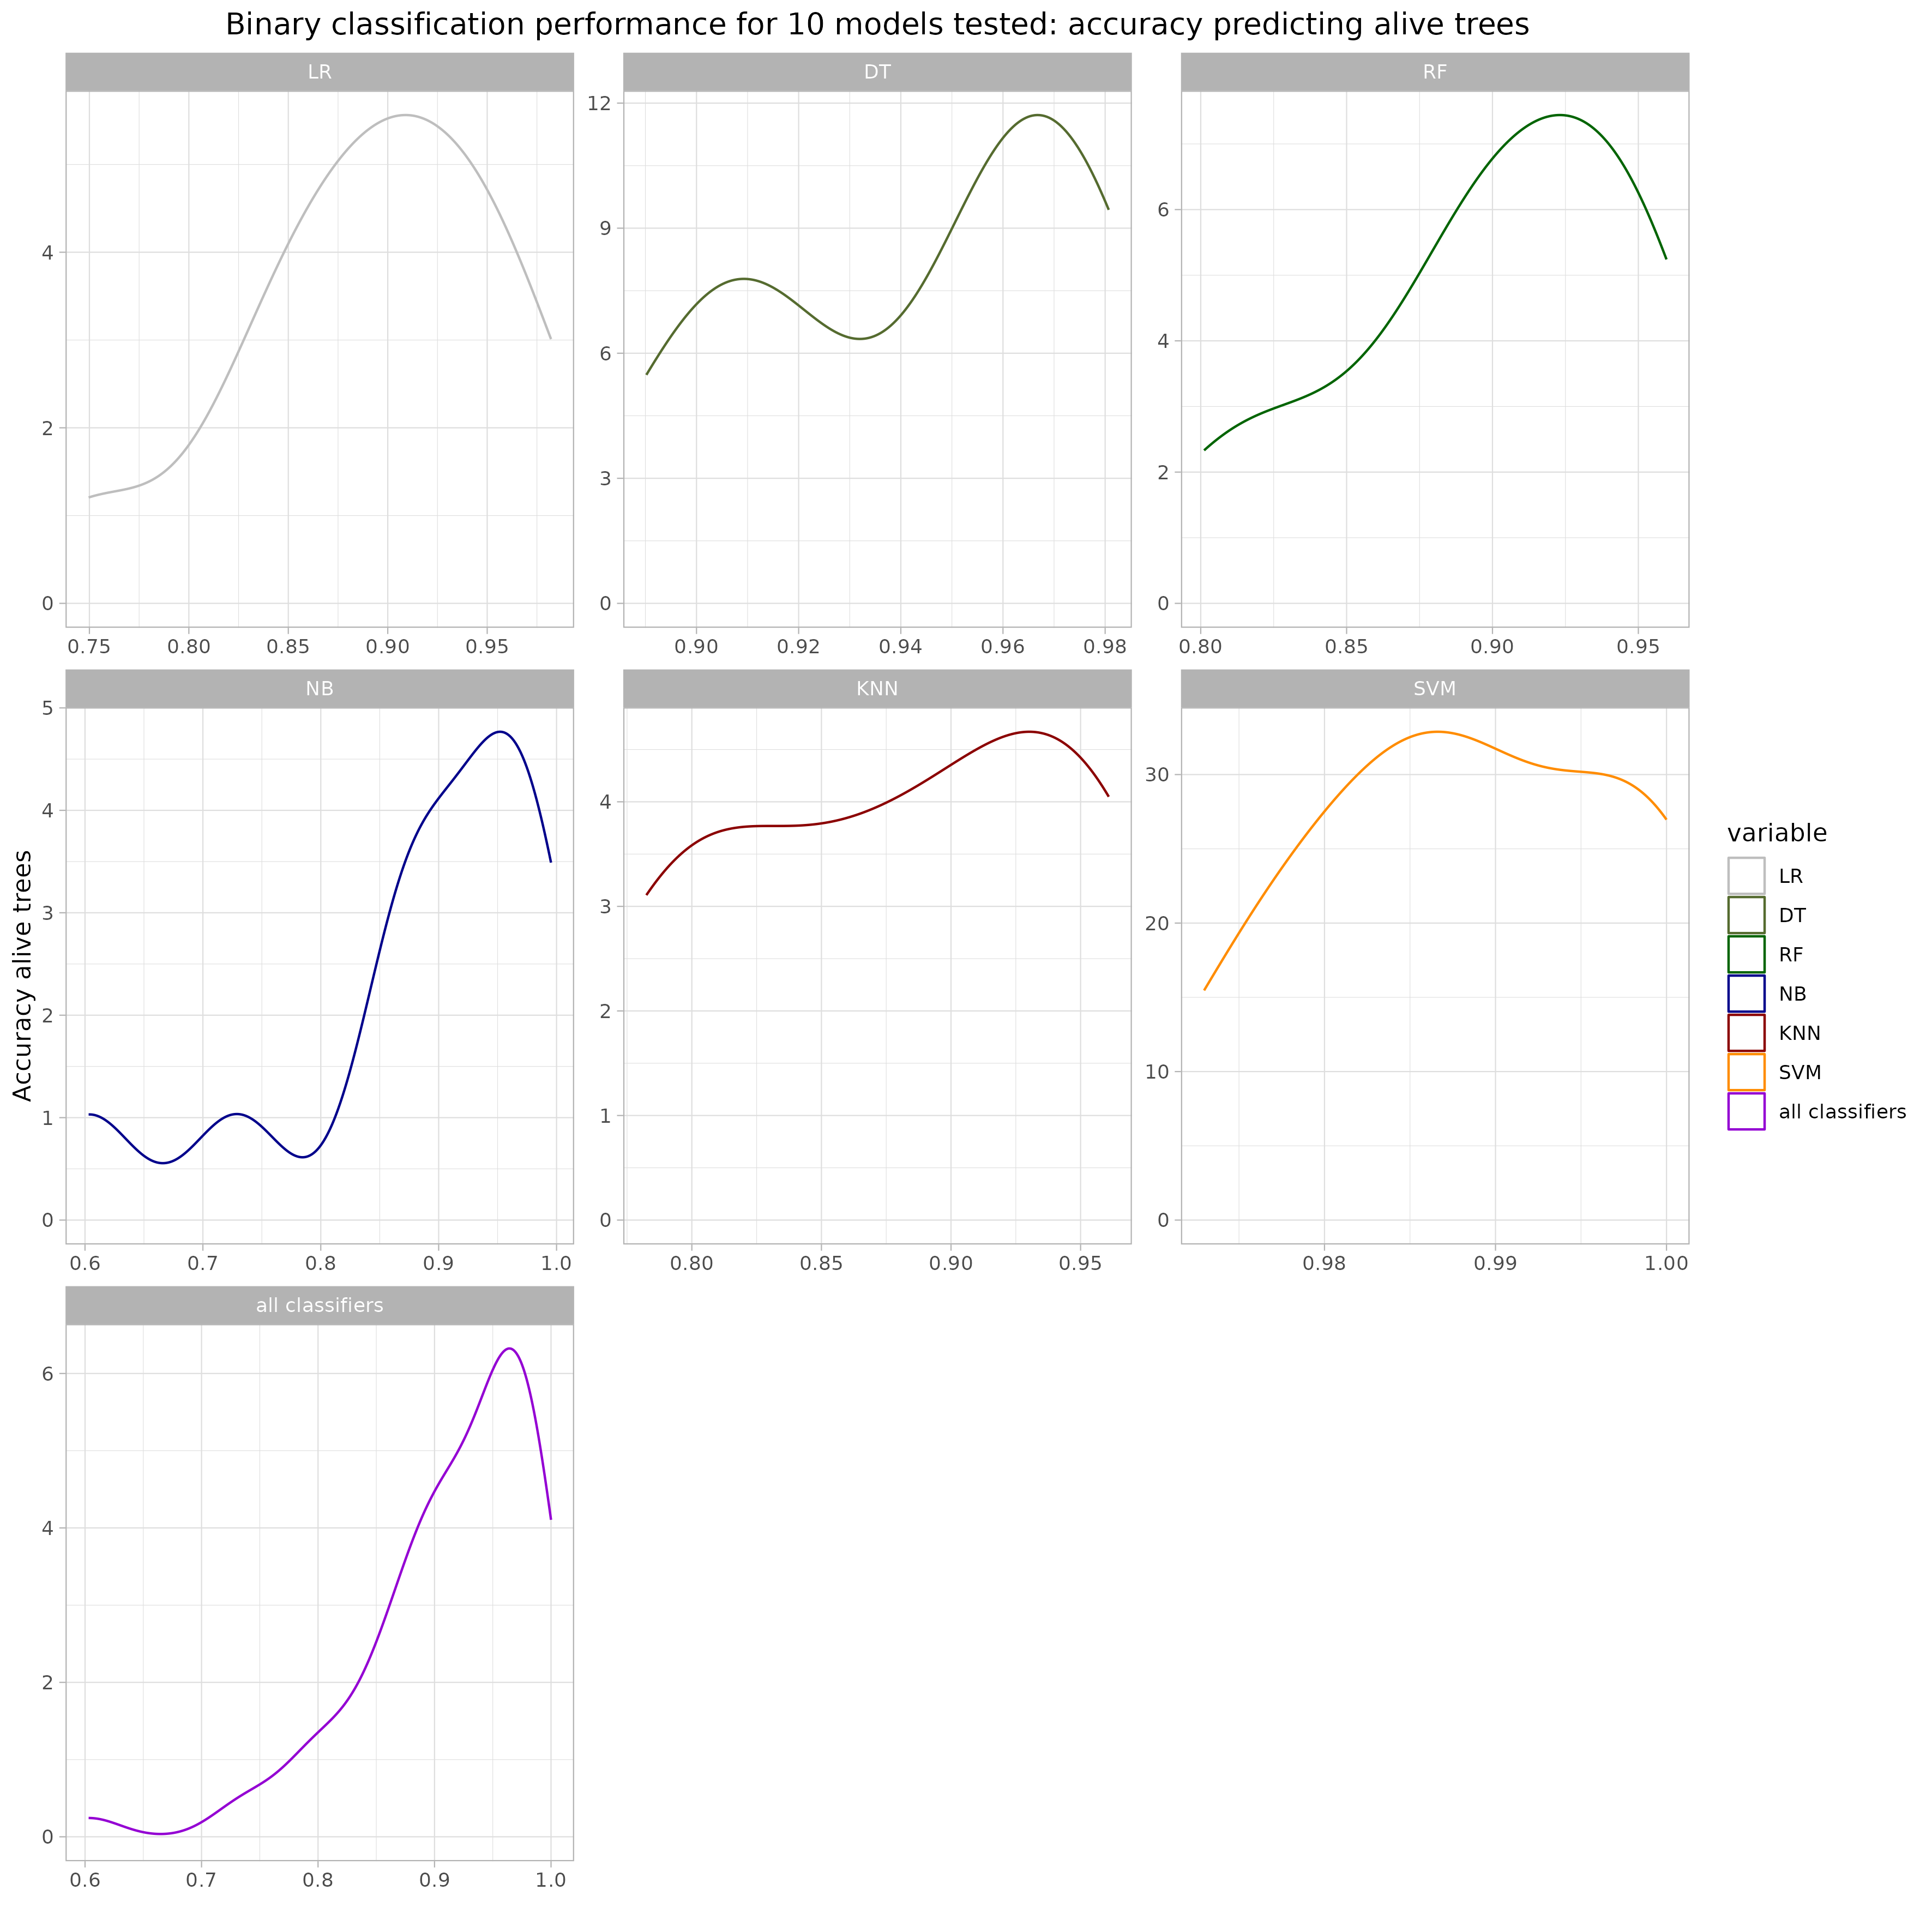 Binary classification performance for 10 models tested: accuracy predicting alive trees
LR
DT
RF
4
2
0
0.75 0.80 0.85 0.90 0.95
12
9
6
3
0
0.90 0.92 0.94 0.96 0.98
6
4
2
0
0.80 0.85 0.90 0.95
NB
KNN
SVM
Accuracy alive trees
5
4
3
2
1
0
0.6 0.7 0.8 0.9 1.0
4
3
2
1
0
0.80 0.85 0.90 0.95
30
20
10
0
0.98 0.99 1.00
all classifiers
6
4
2
0
0.6 0.7 0.8 0.9 1.0
variable
LR
DT
RF
NB
KNN
SVM
all classifiers